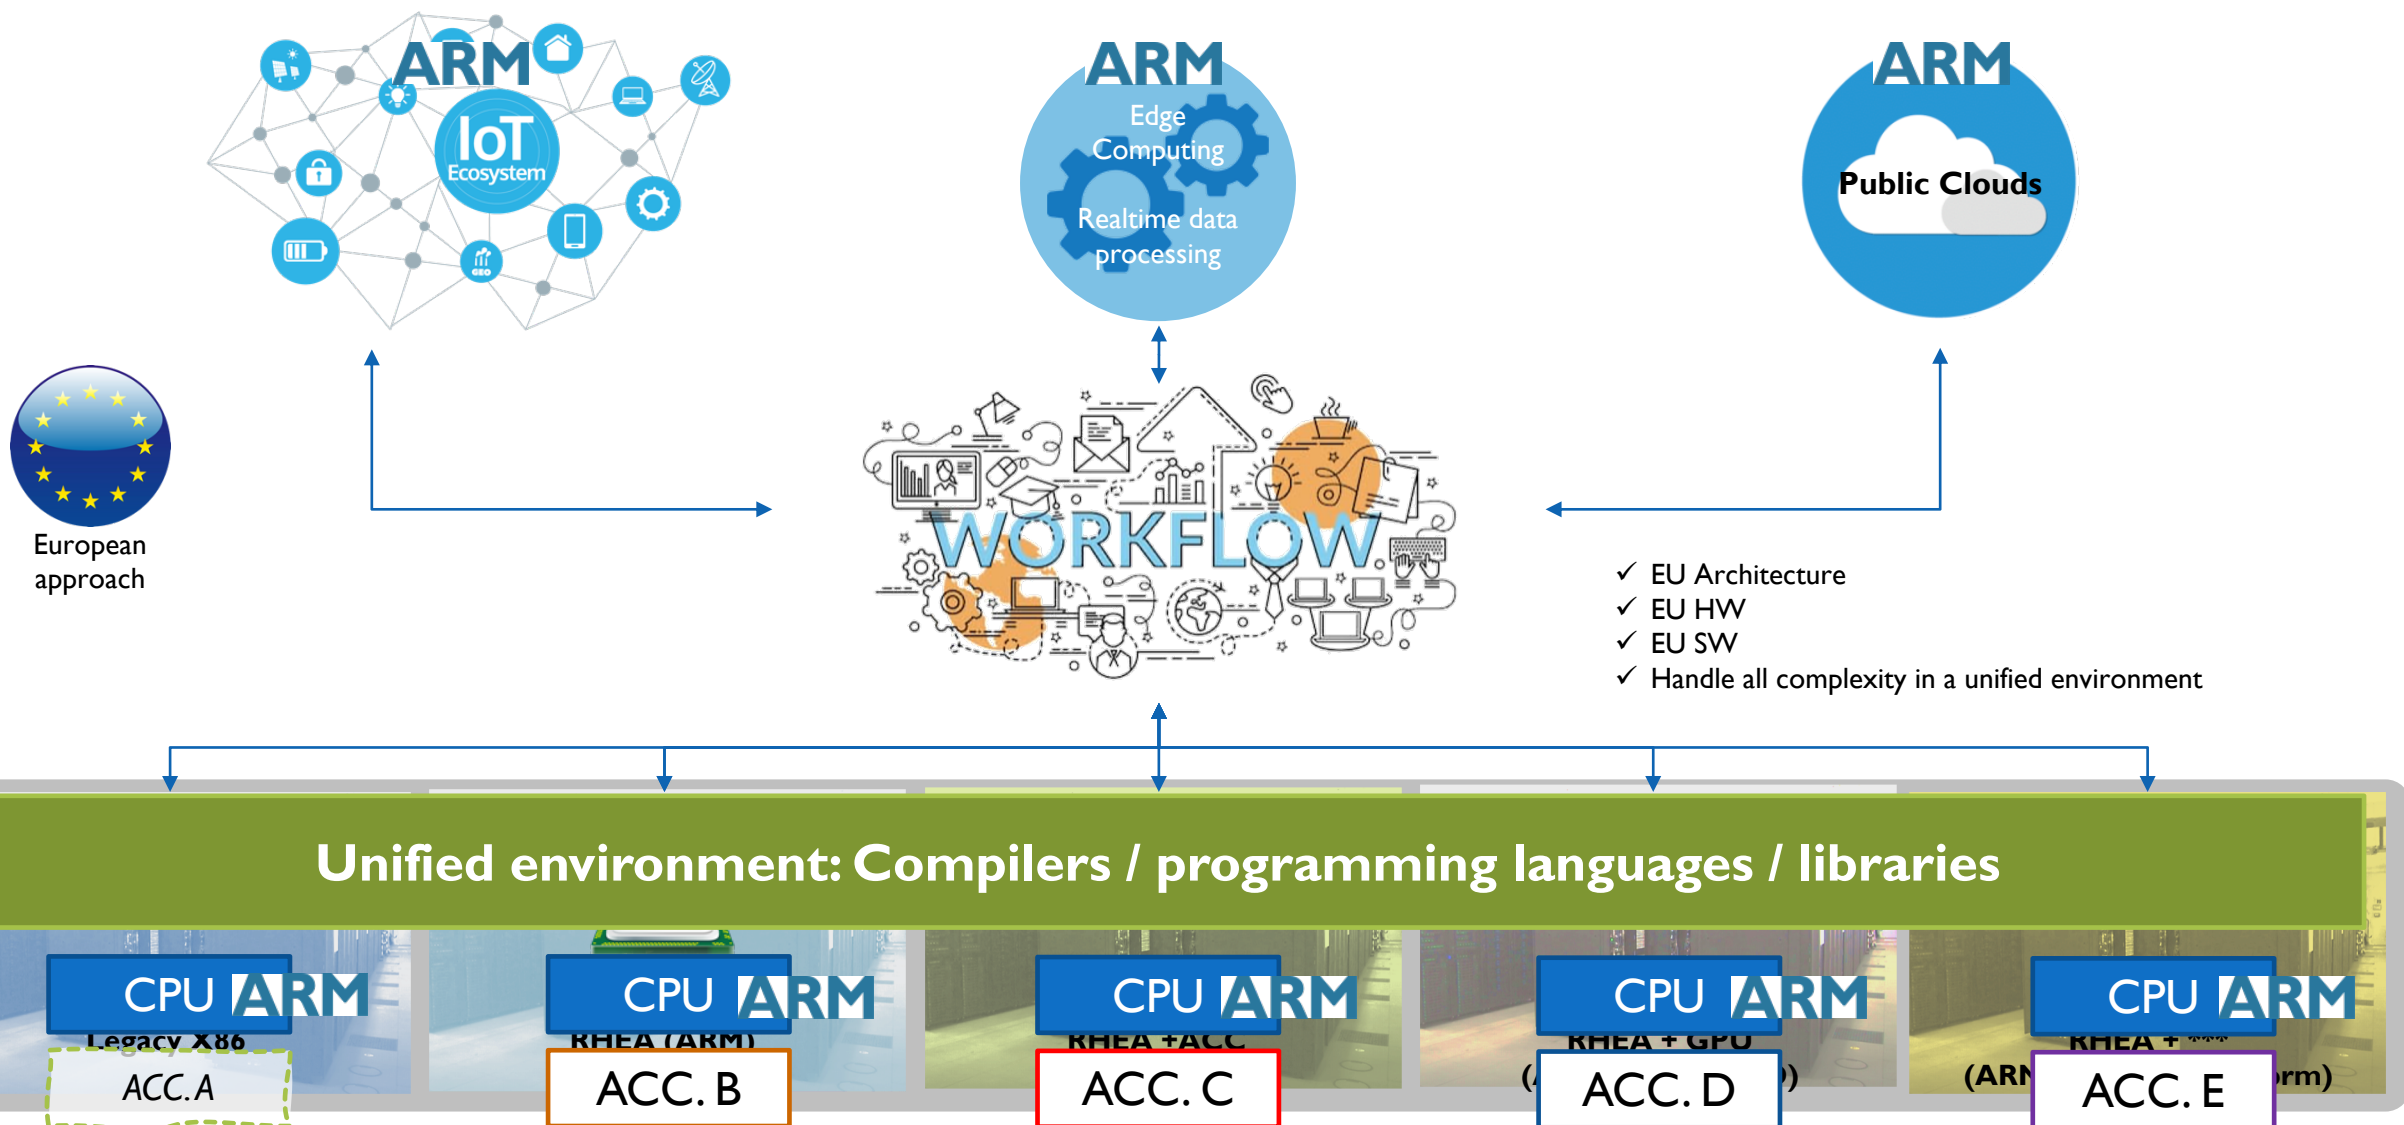 ARM
IoT
Ecosystem
GEO
ARM
Edge
Computing
Realtime data
processing
ARM
Public Clouds
European
approach
WORKFLOW
✓ EU Architecture
✓ EU HW
✓ EU SW
✓ Handle all complexity in a unified environment
Unified environment: Compilers / programming languages / libraries
CPU ARM
Legacy X86
ACC. A
CPU ARM
RHEA (ARM)
ACC. B
CPU ARM
RHEA +ACC
ACC. C
CPU ARM
RHEA + GPU
ACC. D
CPU ARM
RHEA + ***
ACC. E